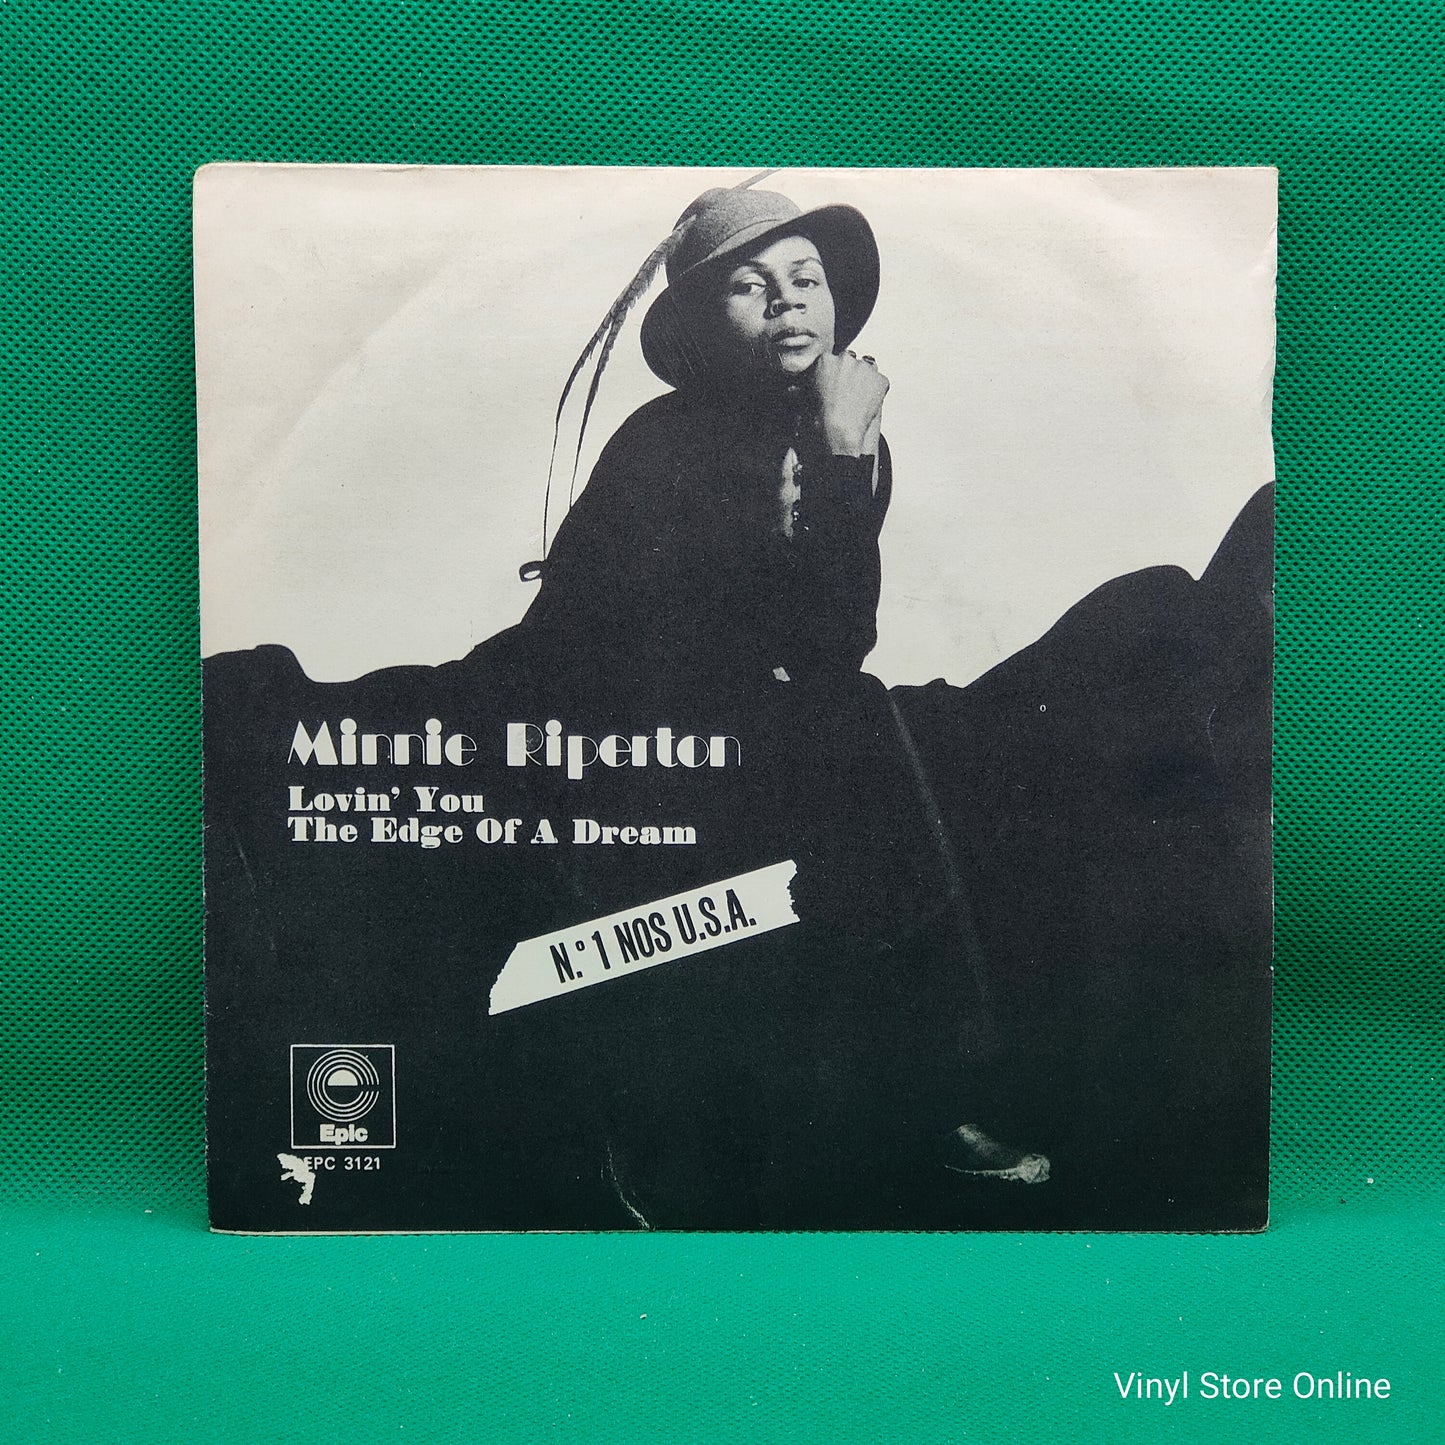 Minnie Riperton
Lovin' You
The Edge Of A Dream
N.º 1 NOS U.S.A.
Epic
EPC 3121
Vinyl Store Online